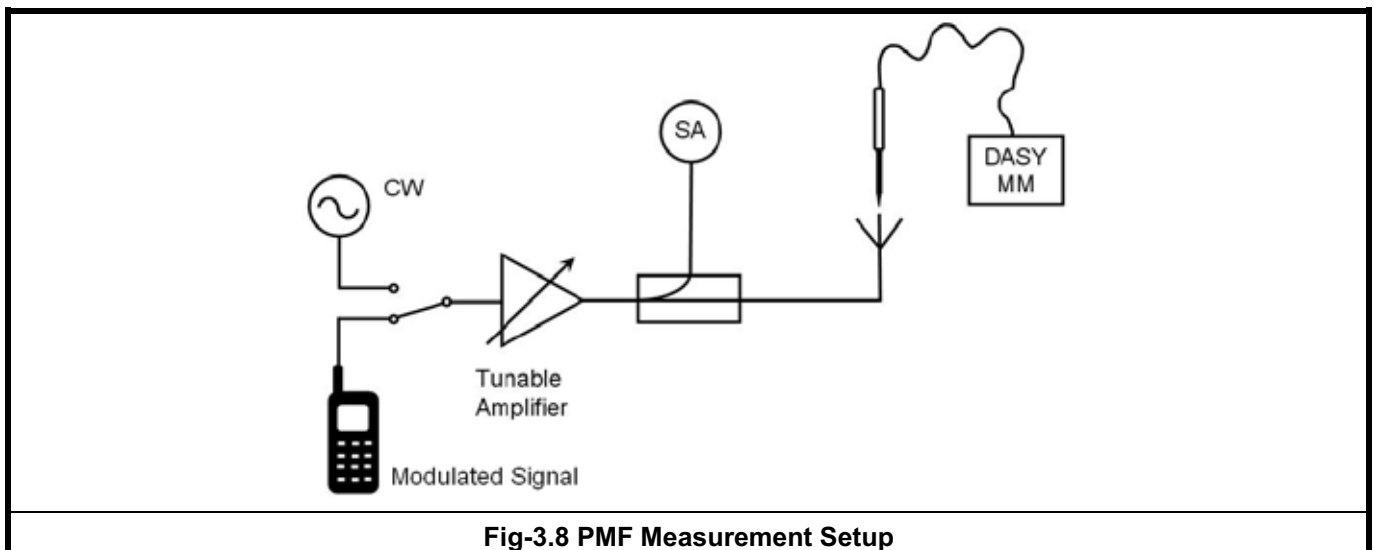 SA
DASY
MM
CW
Tunable
Amplifier
Modulated Signal
Fig-3.8 PMF Measurement Setup